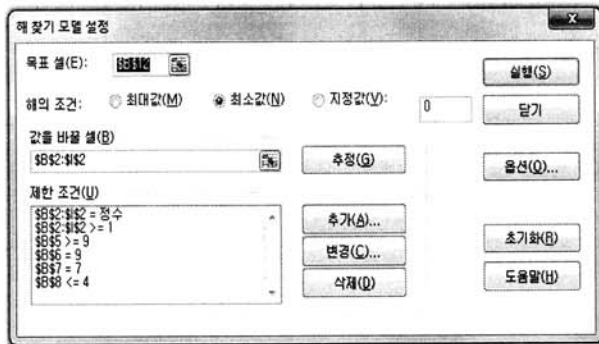 해 찾기 모델 설정
X
목표 셀(E): $B$12
실행(S)
해의 조건: 최대값(M) 최소값(N) 지정값(V): 0
닫기
값을 바꿀 셀(B)
$B$2:$I$2
추정(G)
옵션(O)...
제한 조건(U)
$B$2:$I$2 = 정수
$B$2:$I$2 >= 1
$B$5 >= 9
$B$6 = 9
$B$7 = 7
$B$8 <= 4
추가(A)...
변경(C)...
삭제(D)
초기화(R)
도움말(H)